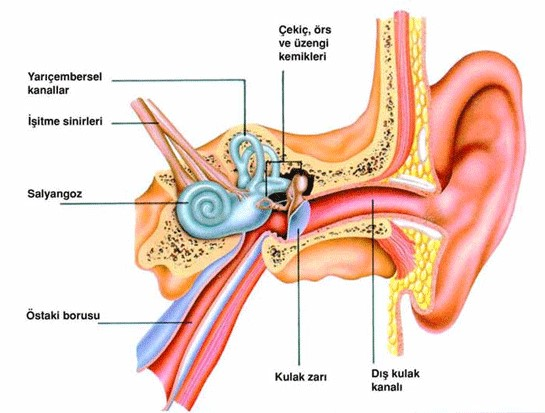 Çekiç, örs
ve üzengi
kemikleri
Yarıçembersel
kanallar
İşitme sinirleri
Salyangoz
Östaki borusu
Kulak zarı
Dış kulak
kanalı